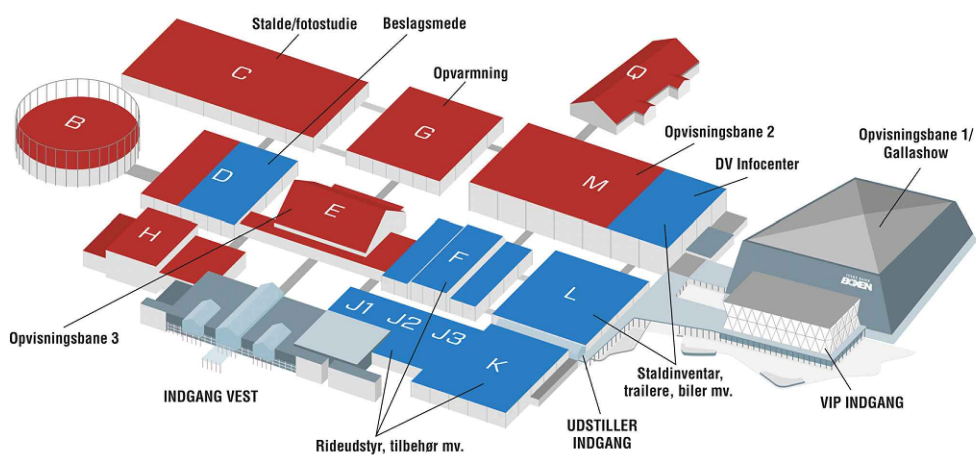 Stalde/fotostudie
Beslagsmede
Opvarmning
Opvisningsbane 2
DV Infocenter
Opvisningsbane 1/
Gallashow
B
C
D
G
Q
M
E
H
F
L
J1
J2
J3
K
BOXEN
Opvisningsbane 3
INDGANG VEST
Rideudstyr, tilbehør mv.
UDSTILLER
INDGANG
Staldinventar,
trailere, biler mv.
VIP INDGANG